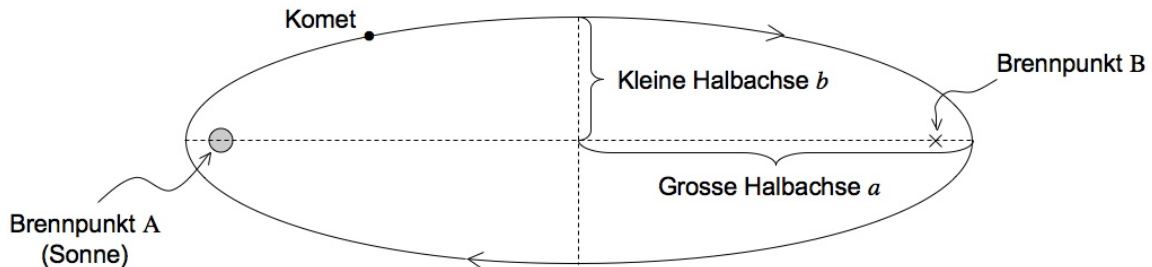 Komet
Kleine Halbachse b
Brennpunkt B
Grosse Halbachse a
Brennpunkt A
(Sonne)